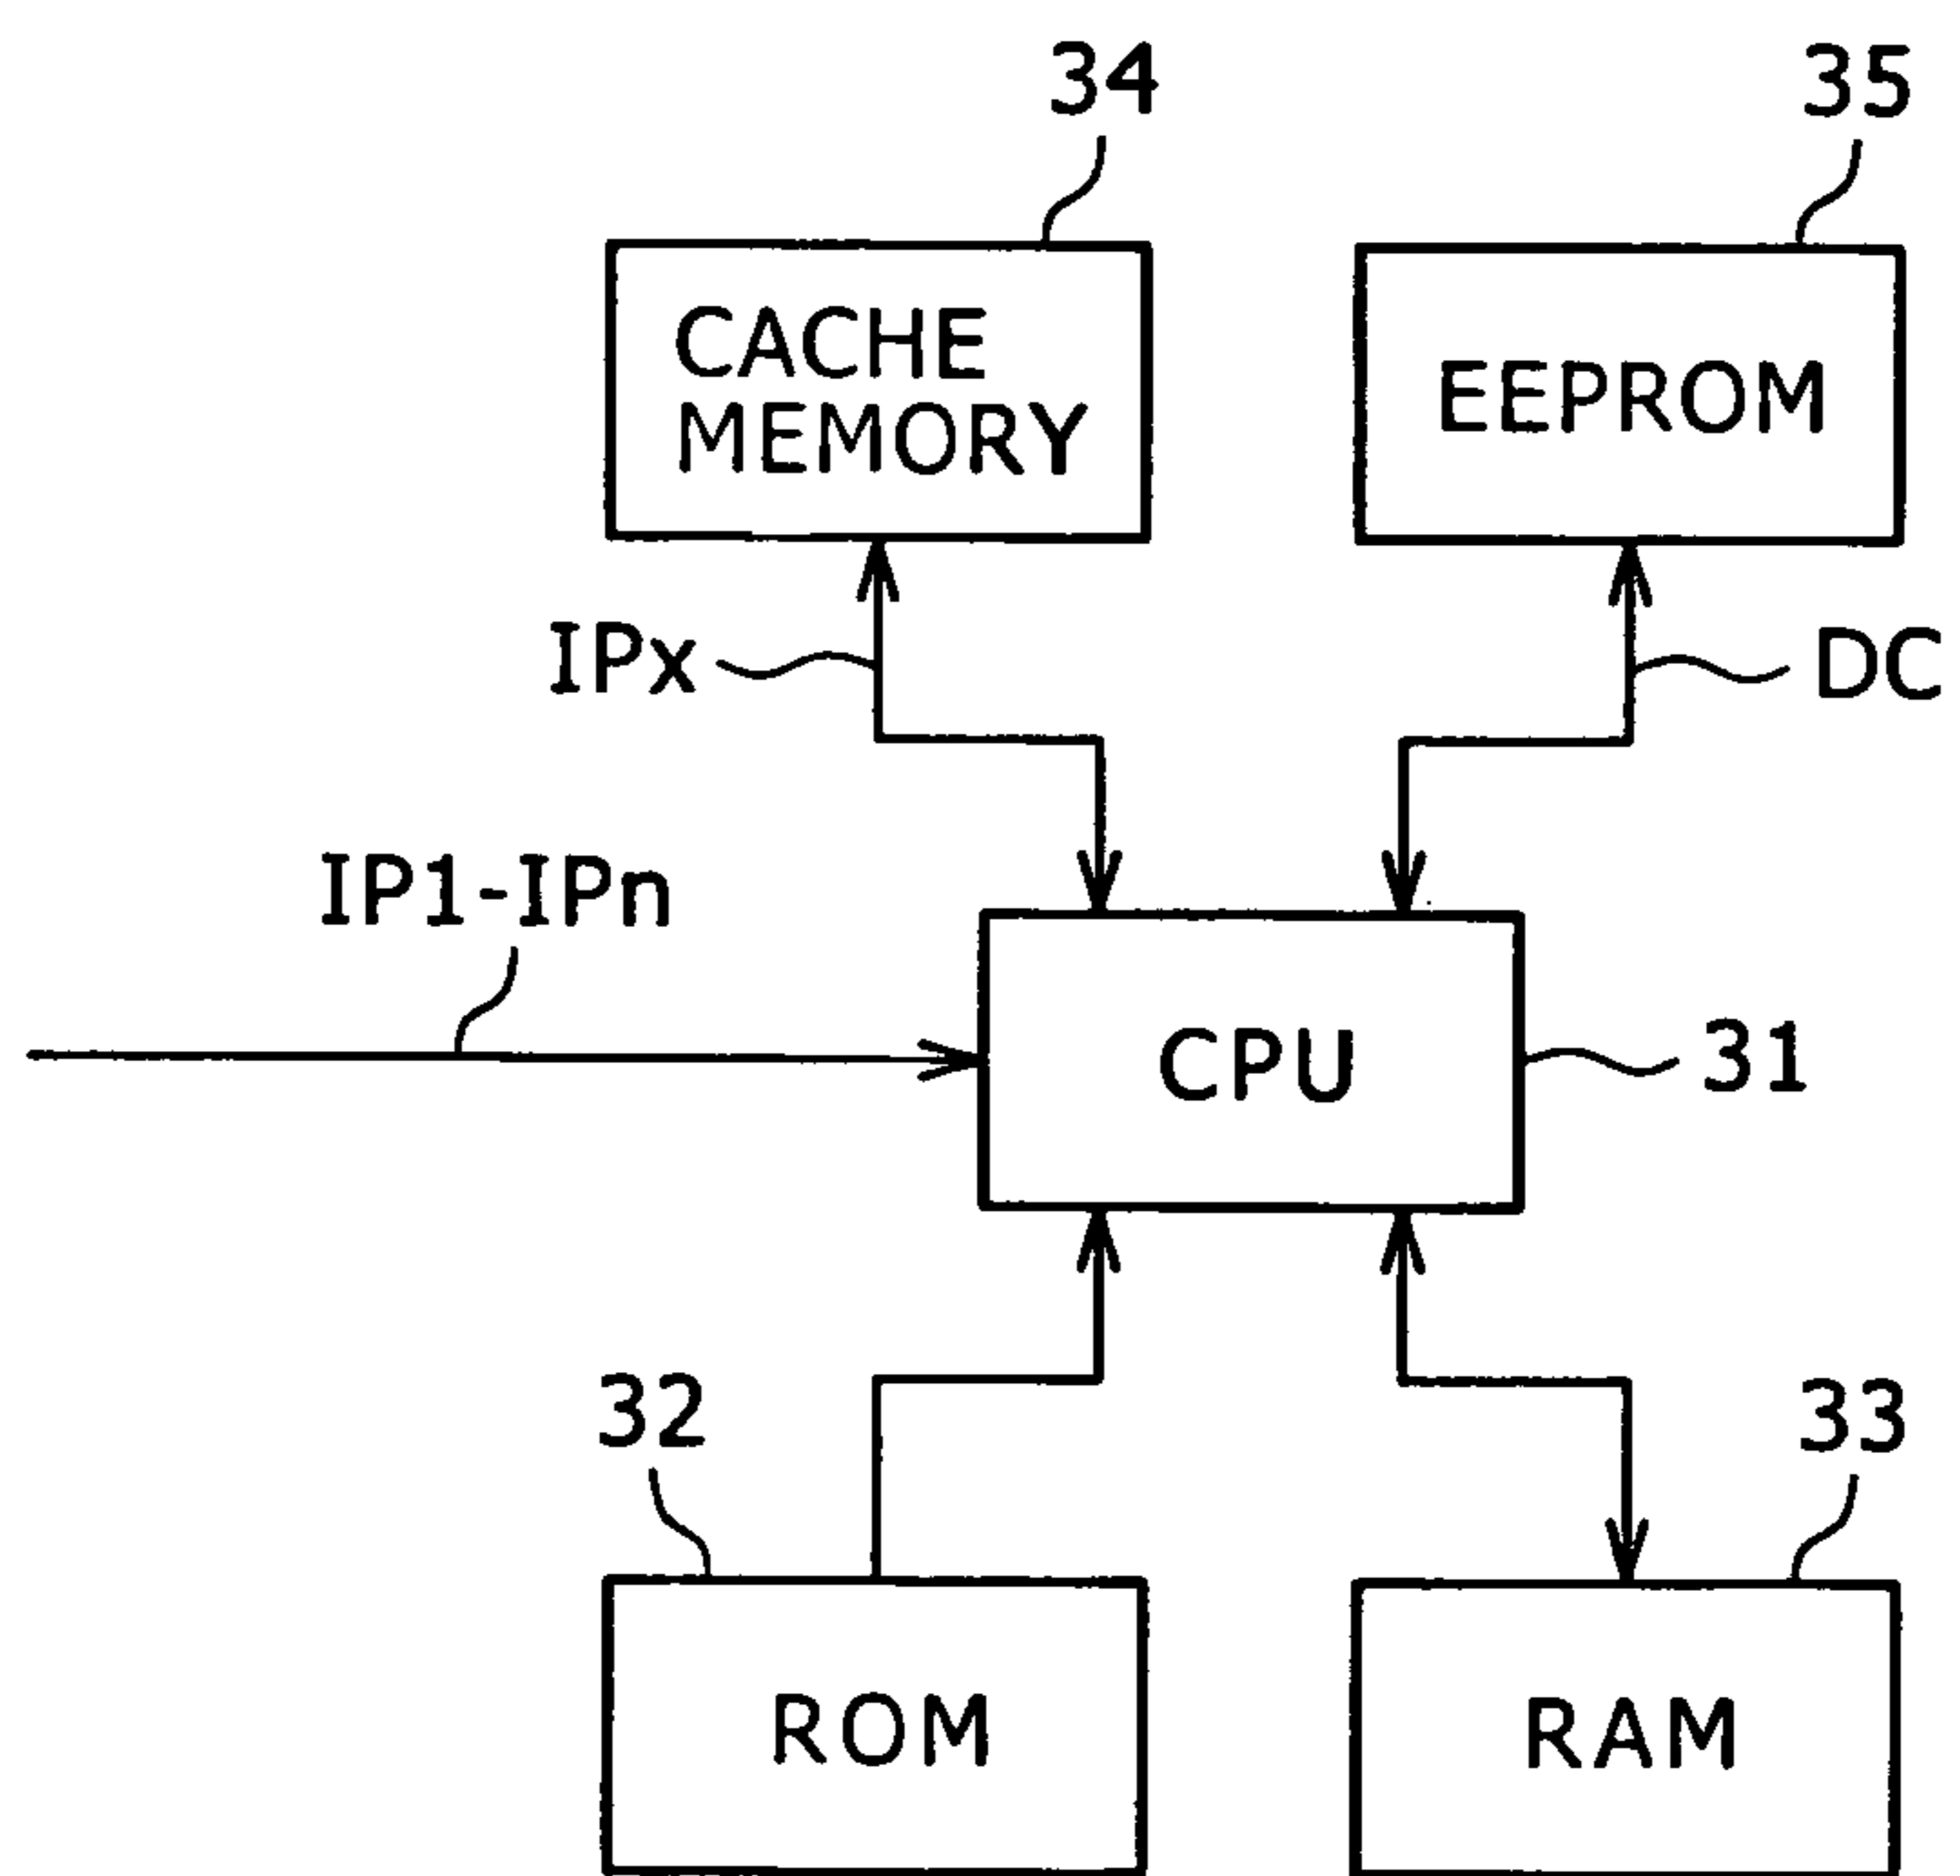 34
35
CACHE
MEMORY
EEPROM
IPx
DC
IP1-IPn
CPU
31
32
33
ROM
RAM